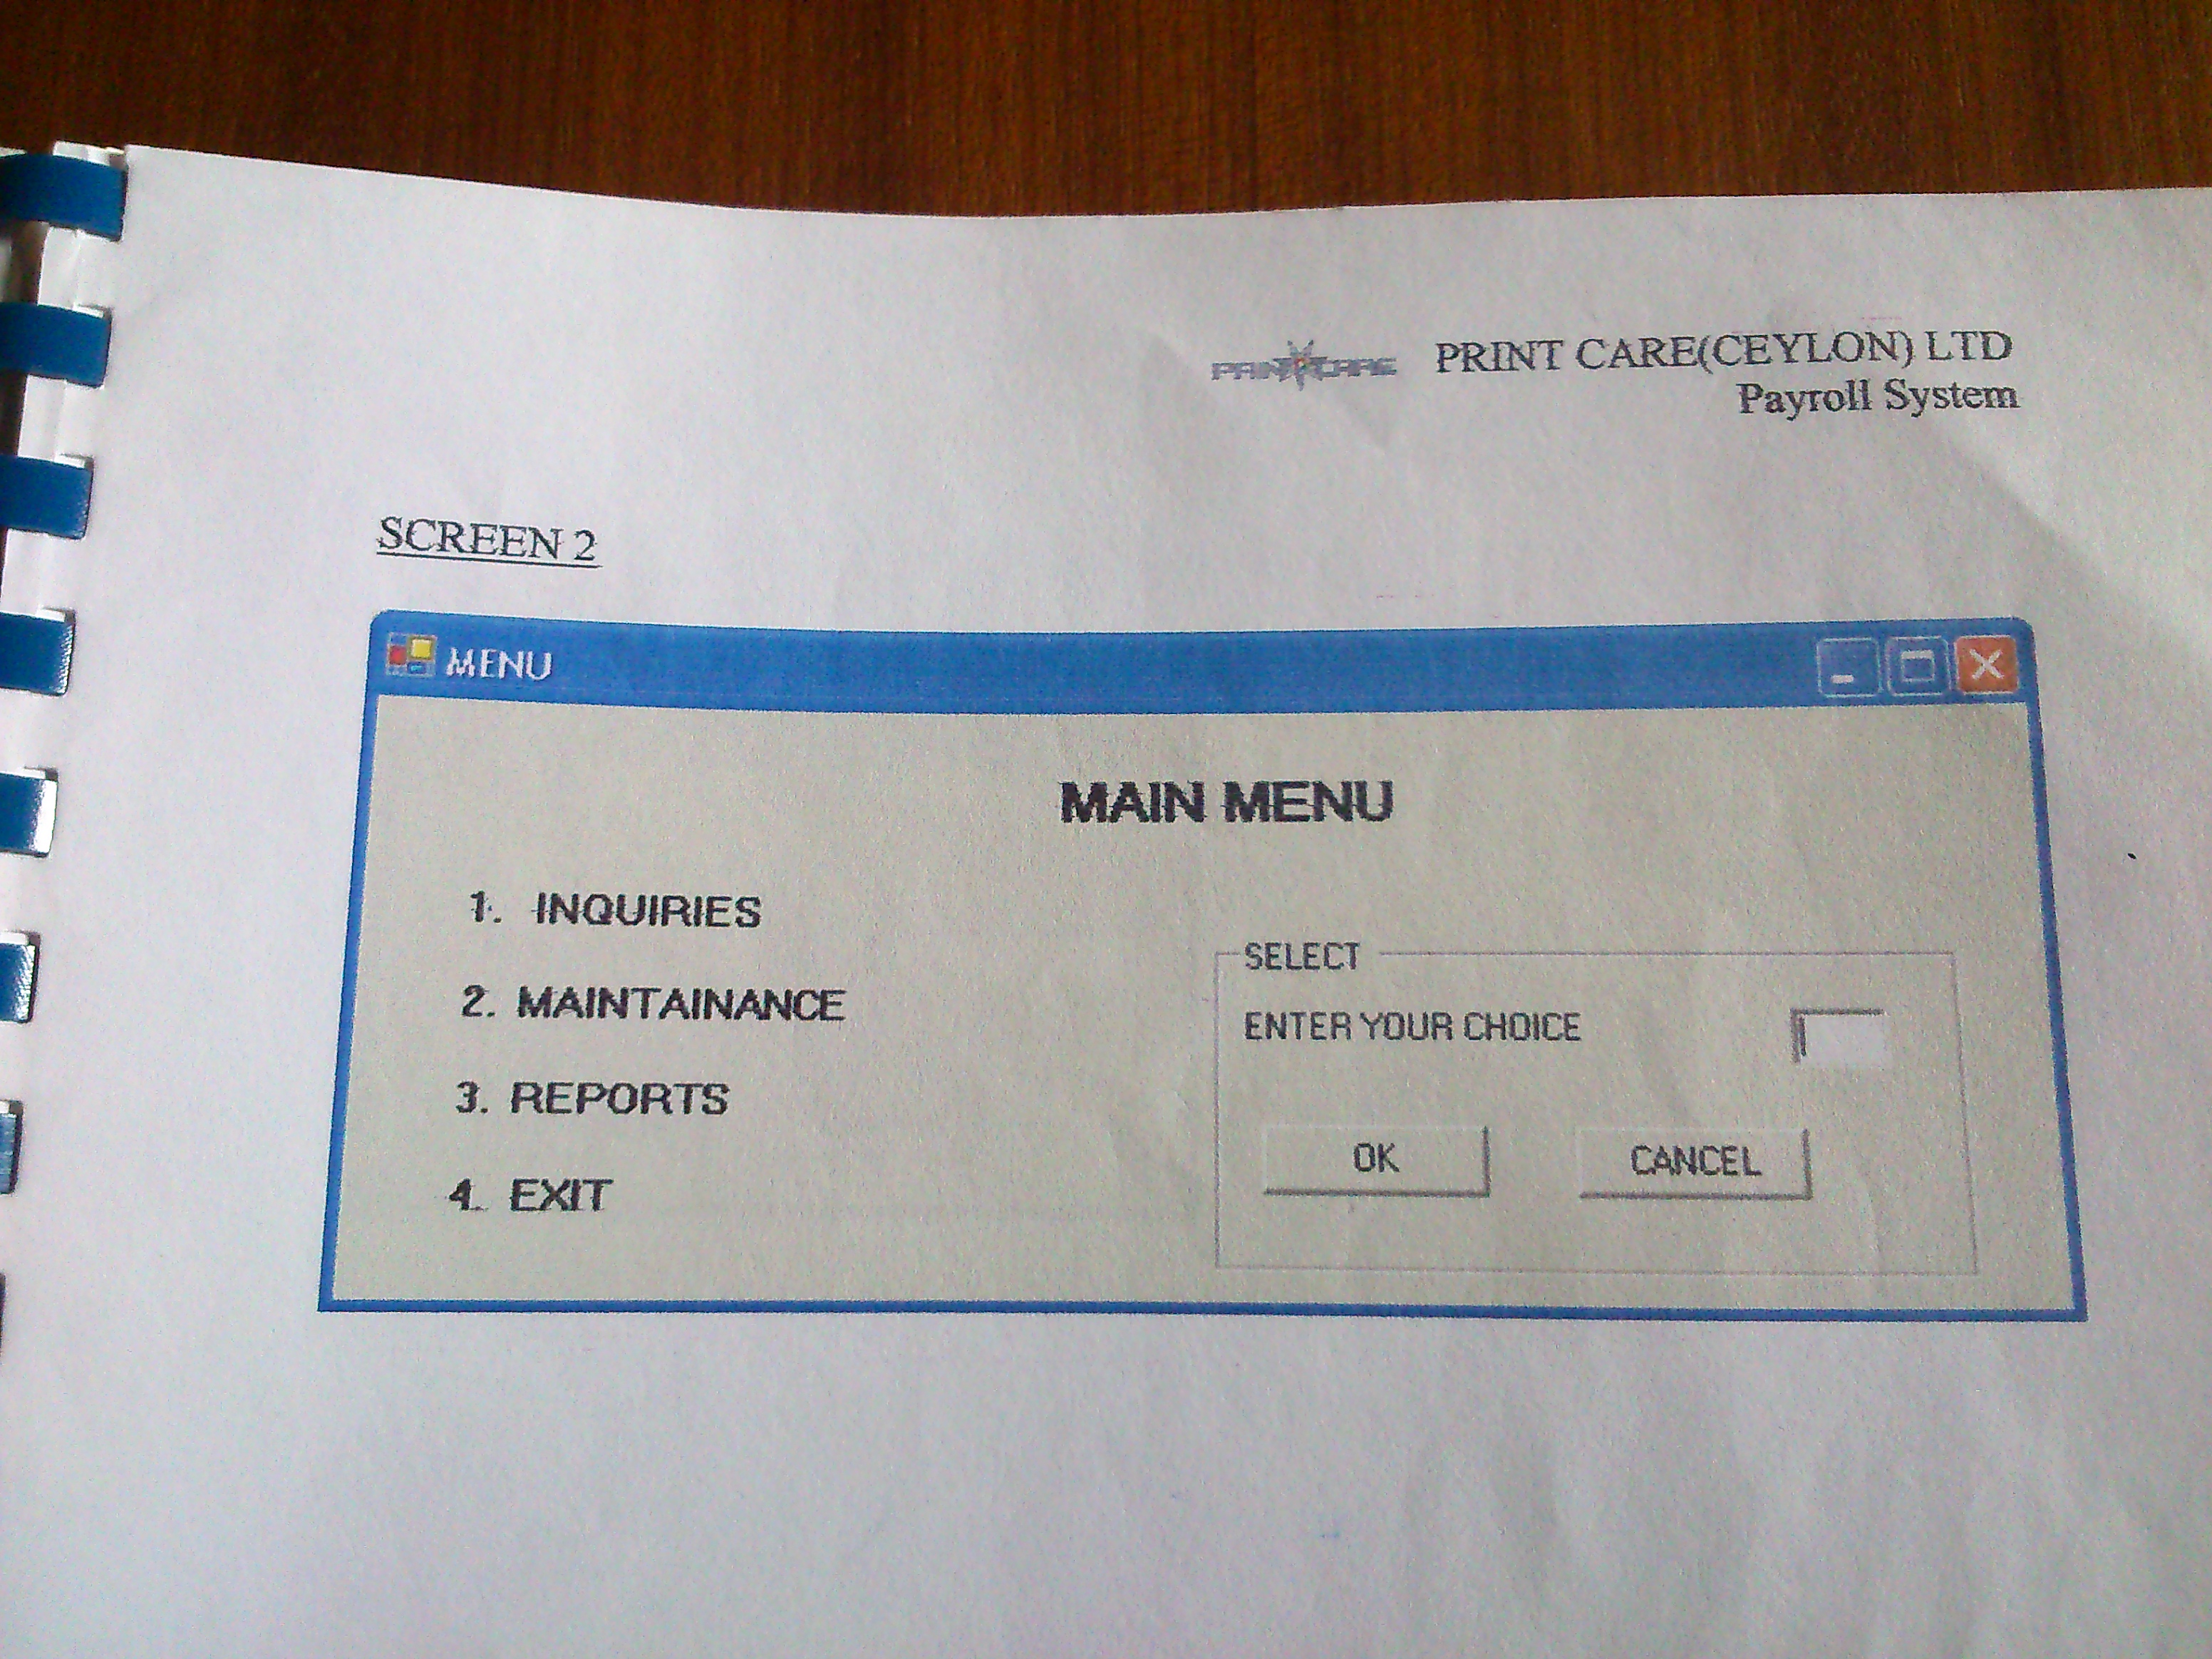 PRINTCARE PRINT CARE(CEYLON) LTD
Payroll System
SCREEN 2
MENU
MAIN MENU
1. INQUIRIES
2. MAINTAINANCE
3. REPORTS
4. EXIT
SELECT
ENTER YOUR CHOICE
OK CANCEL